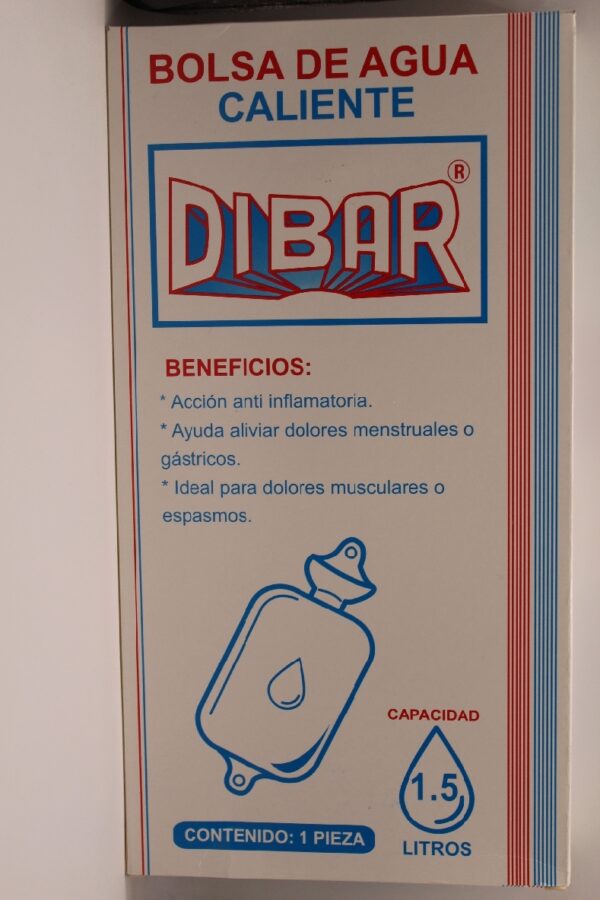 BOLSA DE AGUA
CALIENTE
DIBAR®
BENEFICIOS:
* Acción anti inflamatoria.
* Ayuda aliviar dolores menstruales o
gástricos.
* Ideal para dolores musculares o
espasmos.
CAPACIDAD
1.5
LITROS
CONTENIDO: 1 PIEZA